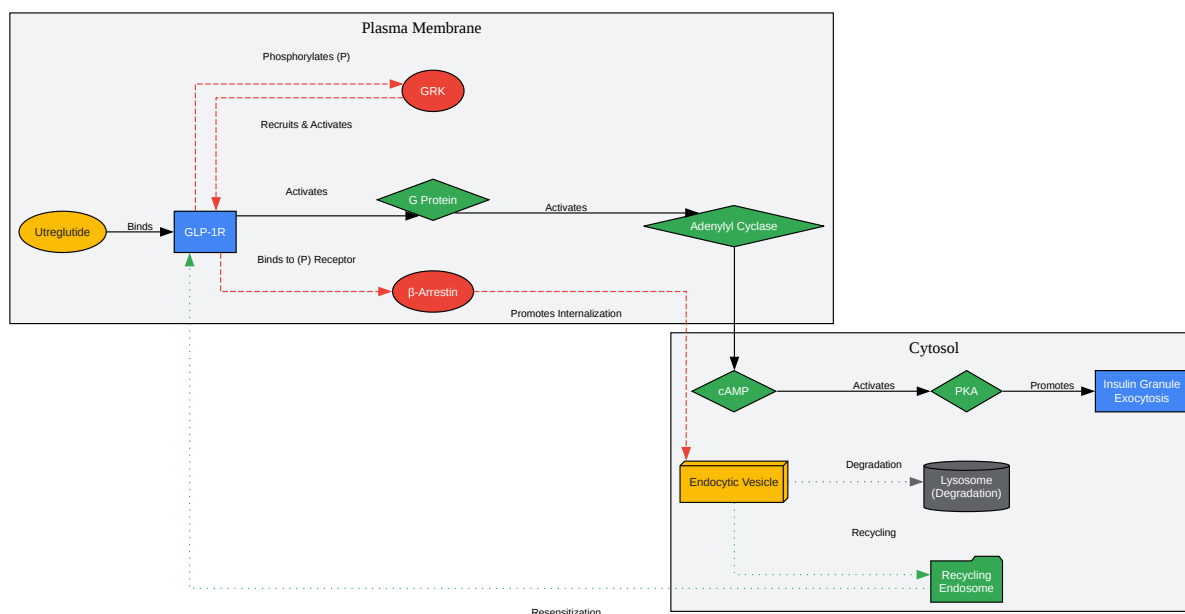 Plasma Membrane
Phosphorylates (P)
GRK
Recruits & Activates
Activates
G Protein
Activates
Adenylyl Cyclase
Utreglutide
Binds
GLP-1R
Binds to (P) Receptor
β-Arrestin
Promotes Internalization
Cytosol
cAMP
Activates
PKA
Promotes
Insulin Granule
Exocytosis
Endocytic Vesicle
Degradation
Lysosome
(Degradation)
Recycling
Recycling
Endosome
Resensitization